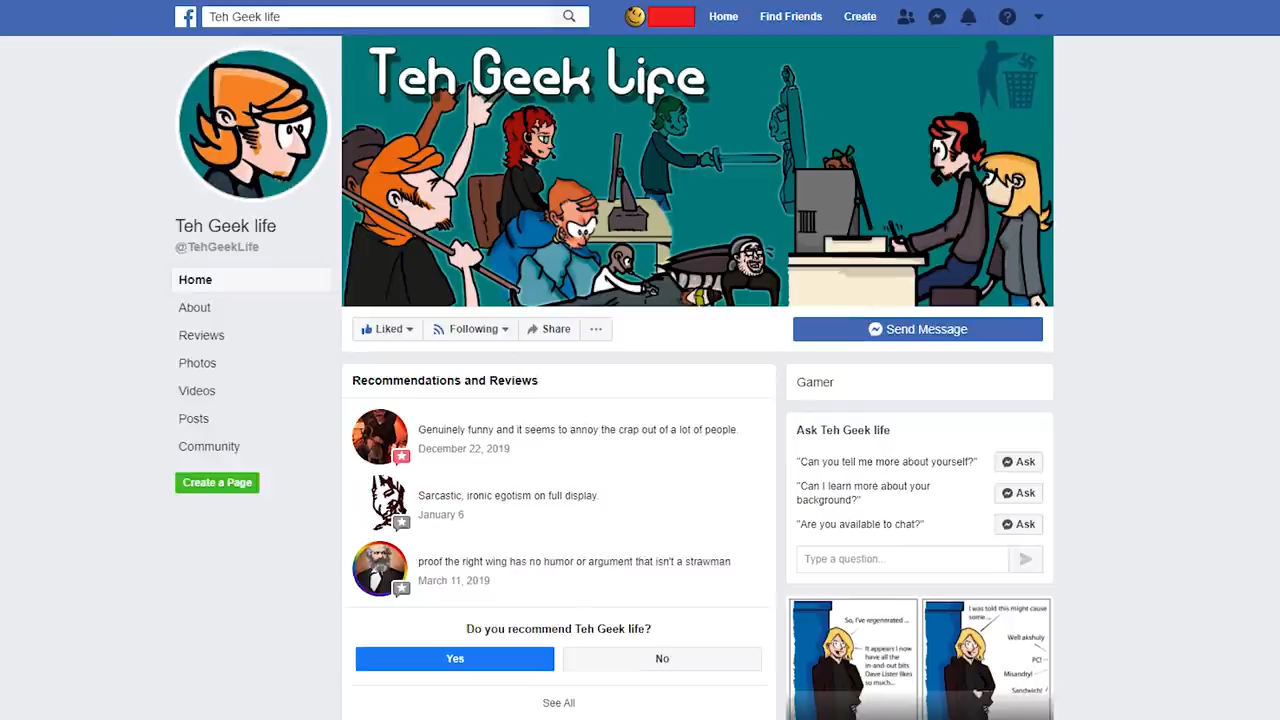 Teh Geek life
Home
Find Friends
Create
Teh Geek Life
Teh Geek life
@TehGeekLife
Home
About
Reviews
Photos
Videos
Posts
Community
Create a Page
Liked
Following
Share
Send Message
Recommendations and Reviews
Genuinely funny and it seems to annoy the crap out of a lot of people.
December 22, 2019
Sarcastic, ironic egotism on full display.
January 6
proof the right wing has no humor or argument that isn't a strawman
March 11, 2019
Do you recommend Teh Geek life?
Yes
No
See All
Gamer
Ask Teh Geek life
"Can you tell me more about yourself?"
Ask
"Can I learn more about your
background?"
Ask
"Are you available to chat?"
Ask
Type a question...
So, I've regenerated...
It appears I now
have all the
in-and-out bits
Dave Lister likes
so much...
I was told this might cause
some...
Well akshuly
PC!
Misandry!
Sandwich!